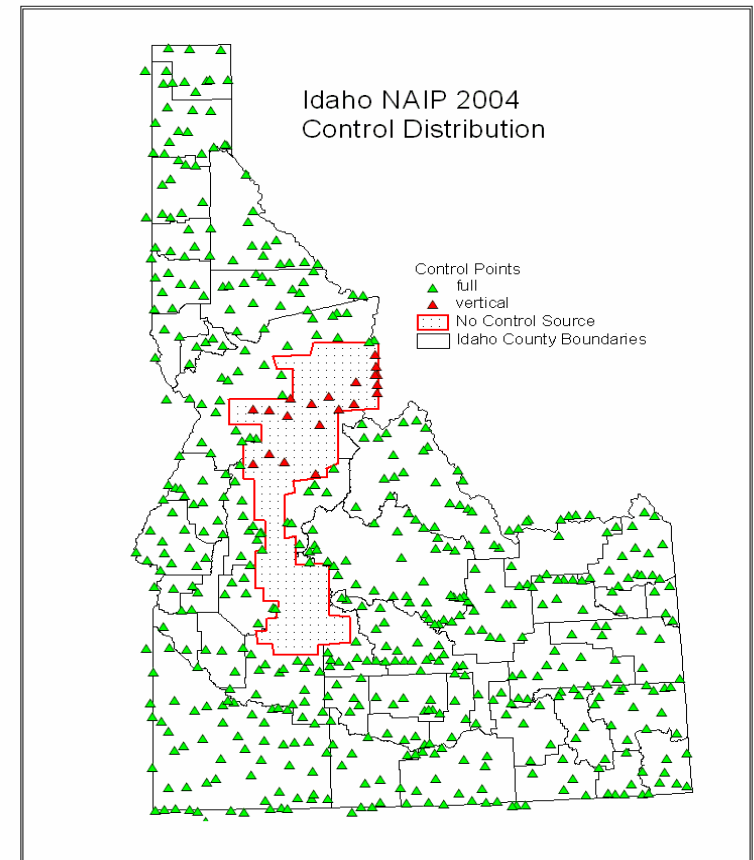 Idaho NAIP 2004
Control Distribution
Control Points
full
vertical
No Control Source
Idaho County Boundaries